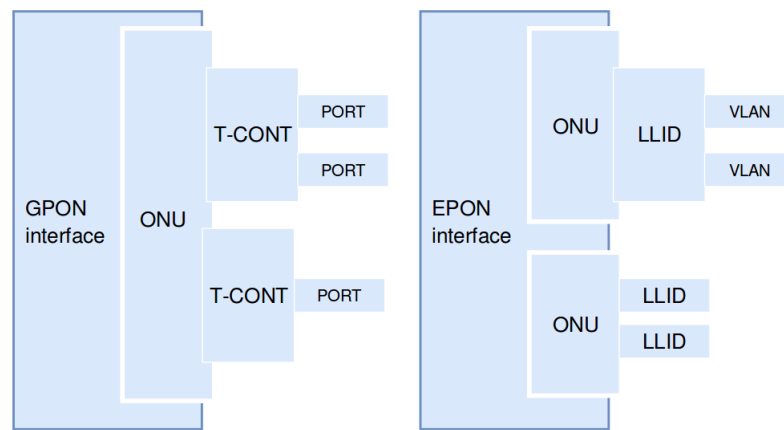 GPON
interface
ONU
T-CONT
PORT
PORT
T-CONT
PORT
EPON
interface
ONU
LLID
VLAN
VLAN
ONU
LLID
LLID